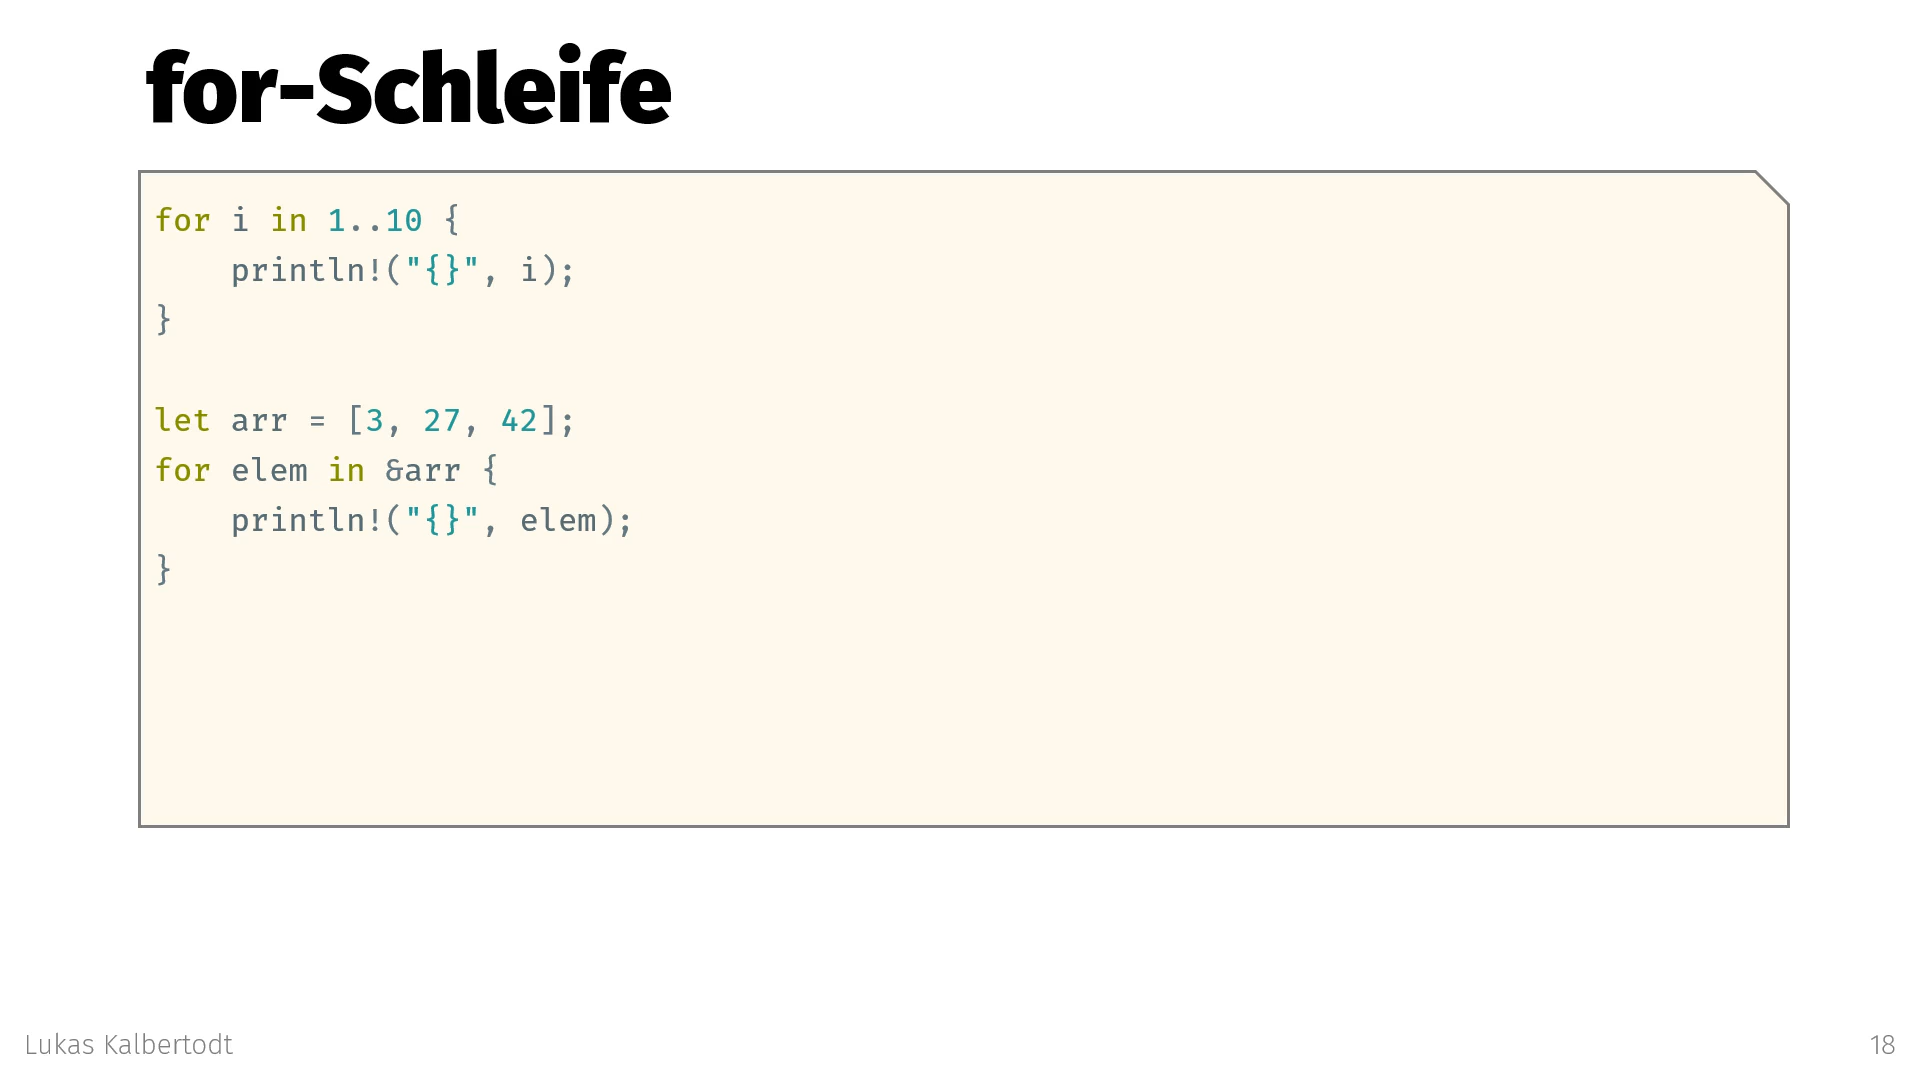 for-Schleife
for i in 1..10 {
    println!("{}", i);
}
let arr = [3, 27, 42];
for elem in &arr {
    println!("{}", elem);
}
Lukas Kalbertodt
18